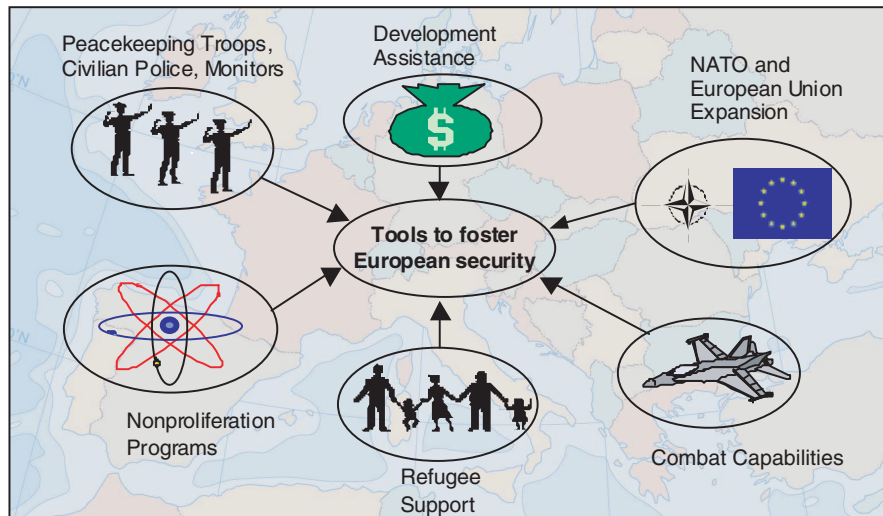 Peacekeeping Troops,
Civilian Police, Monitors
Development
Assistance
NATO and
European Union
Expansion
$
Tools to foster
European security
Nonproliferation
Programs
Refugee
Support
Combat Capabilities